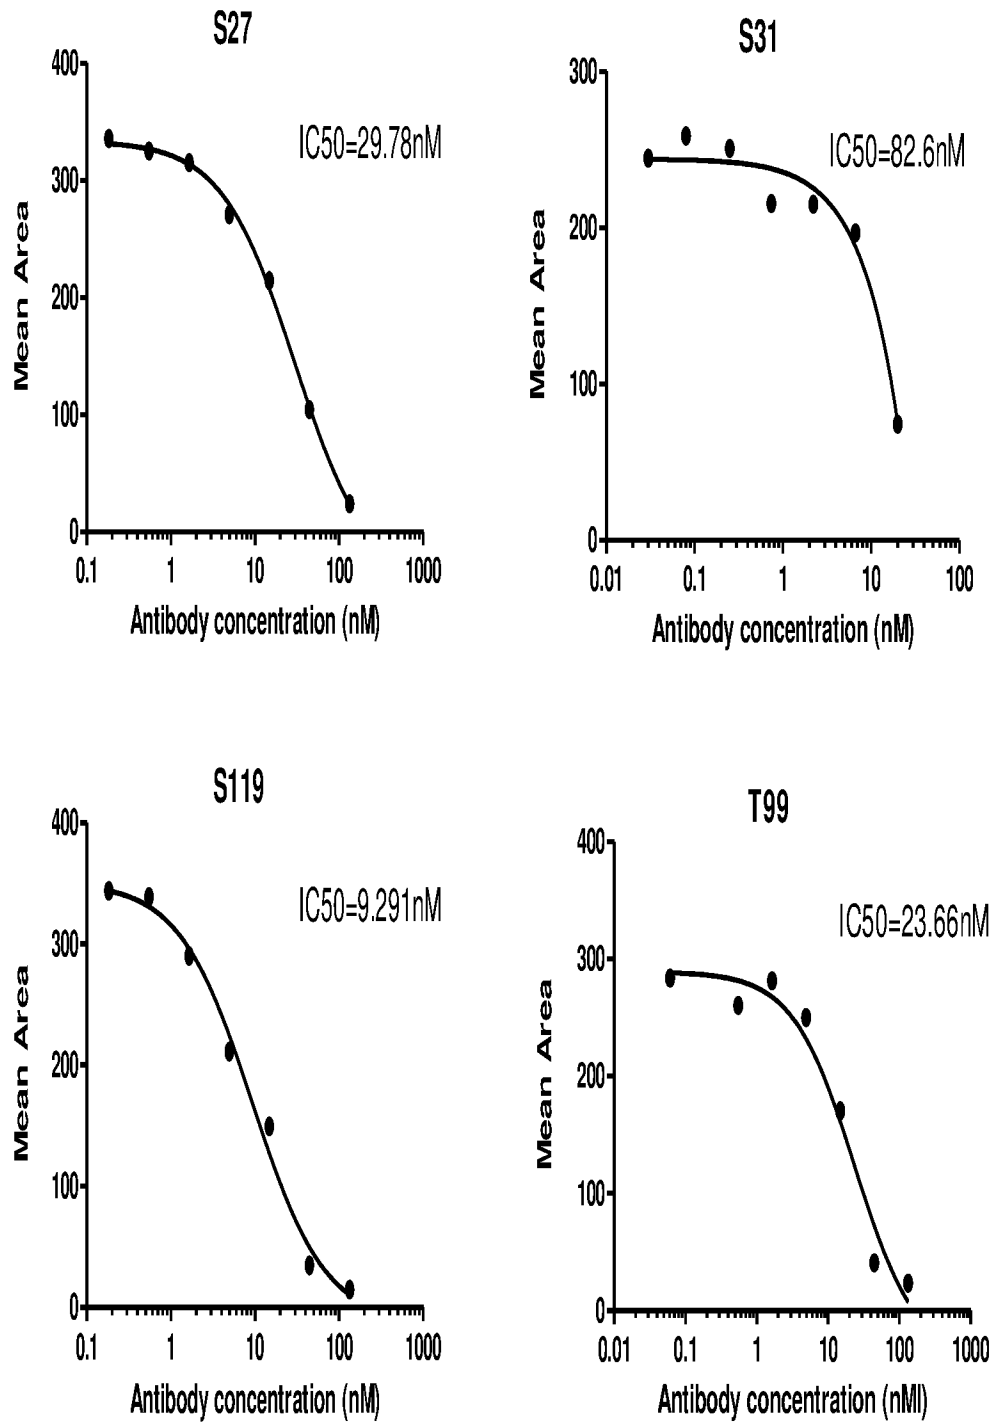 S27
400
300
200
100
0
Mean Area
IC50=29.78nM
0.1 1 10 100 1000
Antibody concentration (nM)
S31
300
200
100
0
Mean Area
IC50=82.6nM
0.01 0.1 1 10 100
Antibody concentration (nM)
S119
400
300
200
100
0
Mean Area
IC50=9.291nM
0.1 1 10 100 1000
Antibody concentration (nM)
T99
400
300
200
100
0
Mean Area
IC50=23.66nM
0.01 0.1 1 10 100 1000
Antibody concentration (nMl)